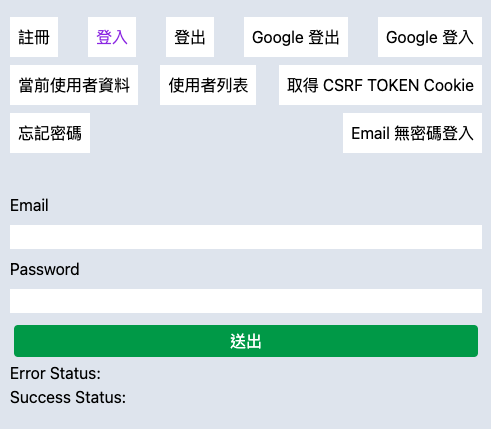 註冊 登入 登出 Google 登出 Google 登入
當前使用者資料 使用者列表 取得 CSRF TOKEN Cookie
忘記密碼 Email 無密碼登入
Email
Password
送出
Error Status:
Success Status: